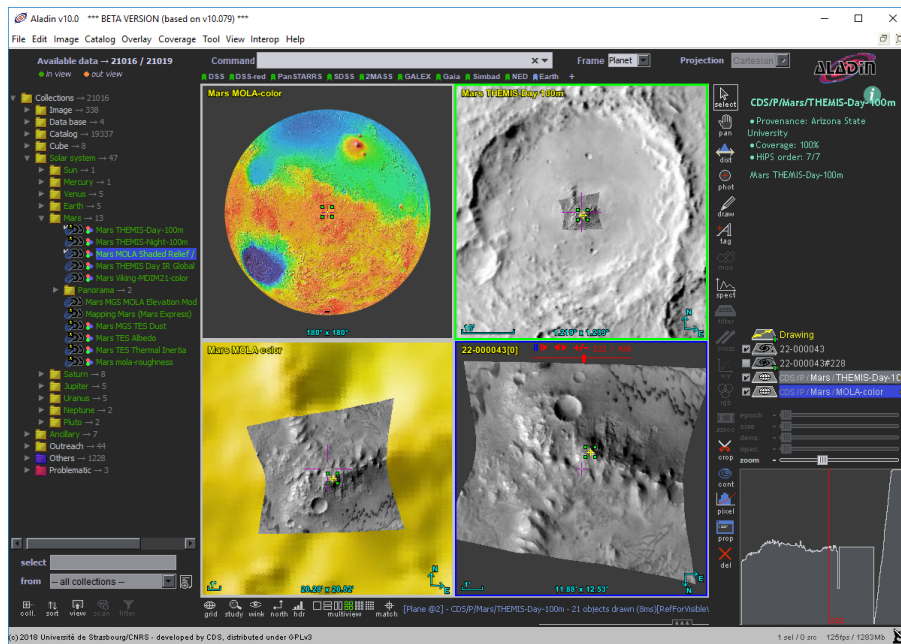 Aladin v10.0 *** BETA VERSION (based on v10.079) ***
File Edit Image Catalog Overlay Coverage Tool View Interop Help
Available data → 21016 / 21019
in view out view
Command
Frame Planet
Projection Cartesian
DSS DSS-red PanSTARRS SDSS 2MASS GALEX Gaia Simbad NED Earth +
ALADiN
Collections → 21016
Image → 338
Data base → 4
Catalog → 19337
Cube → 8
Solar system → 47
Sun → 1
Mercury → 1
Venus → 5
Earth → 5
Mars → 13
Mars THEMIS-Day-100m
Mars THEMIS-Night-100m
Mars MOLA Shaded Relief /
Mars THEMIS Day IR Global
Mars Viking-MDIM21-color
Panorama → 2
Mars MGS MOLA Elevation Mod
Mapping Mars (Mars Express)
Mars MGS TES Dust
Mars TES Albedo
Mars TES Thermal Inertia
Mars mola-roughness
Saturn → 8
Jupiter → 5
Uranus → 5
Neptune → 2
Pluto → 2
Ancillary → 7
Outreach → 44
Others → 1228
Problematic → 3
select
from -- all collections --
coll. sort view scan filter
Mars MOLA-color
180° x 180°
Mars THEMIS-Day-100m
N
E
Mars MOLA-color
1'
N
E
22-000043[0]
1'
11.88' x 12.53'
E
N
select
pan
dist
phot
draw
tag
moc
spect
filter
rgb
assoc
crop
cont
pixel
prop
del
CDS/P/Mars/THEMIS-Day-100m
Provenance: Arizona State
University
Coverage: 100%
HiPS order: 7/7
Mars THEMIS-Day-100m
Drawing
22-000043
22-000043#228
CDS/P/Mars/THEMIS-Day-10
CDS/P/Mars/MOLA-color
epoch
size
dens.
opac.
zoom
grid study wink north hdr multiview match
[Plane @2] - CDS/P/Mars/THEMIS-Day-100m - 21 objects drawn (8ms)[RefForVisible\
(c) 2018 Université de Strasbourg/CNRS - developed by CDS, distributed under GPLv3
1 sel / 0 src 126fps / 1283Mb